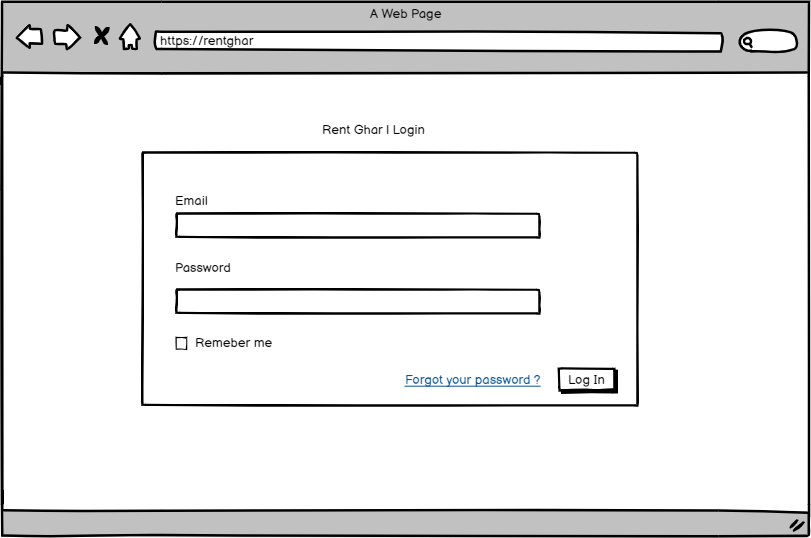 A Web Page
https://rentghar
Rent Ghar | Login
Email
Password
Remeber me
Forgot your password ?
Log In